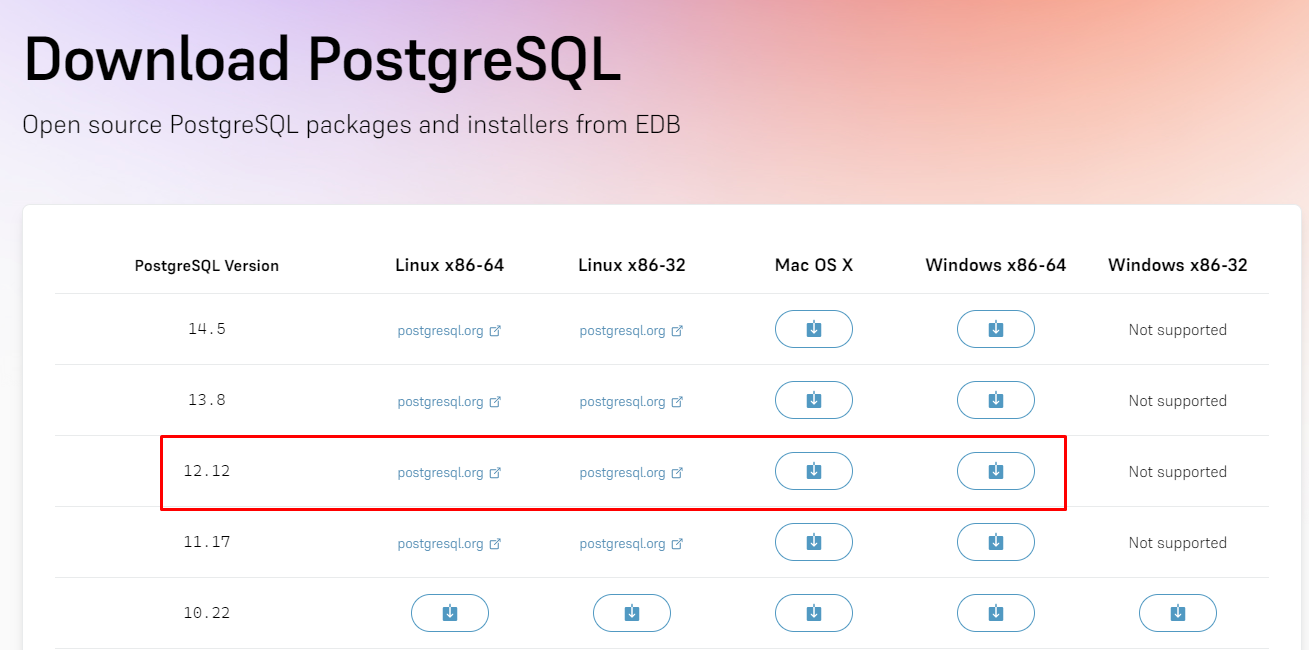 Download PostgreSQL
Open source PostgreSQL packages and installers from EDB
PostgreSQL Version Linux x86-64 Linux x86-32 Mac OS X Windows x86-64 Windows x86-32
14.5 postgresql.org postgresql.org Not supported
13.8 postgresql.org postgresql.org Not supported
12.12 postgresql.org postgresql.org Not supported
11.17 postgresql.org postgresql.org Not supported
10.22